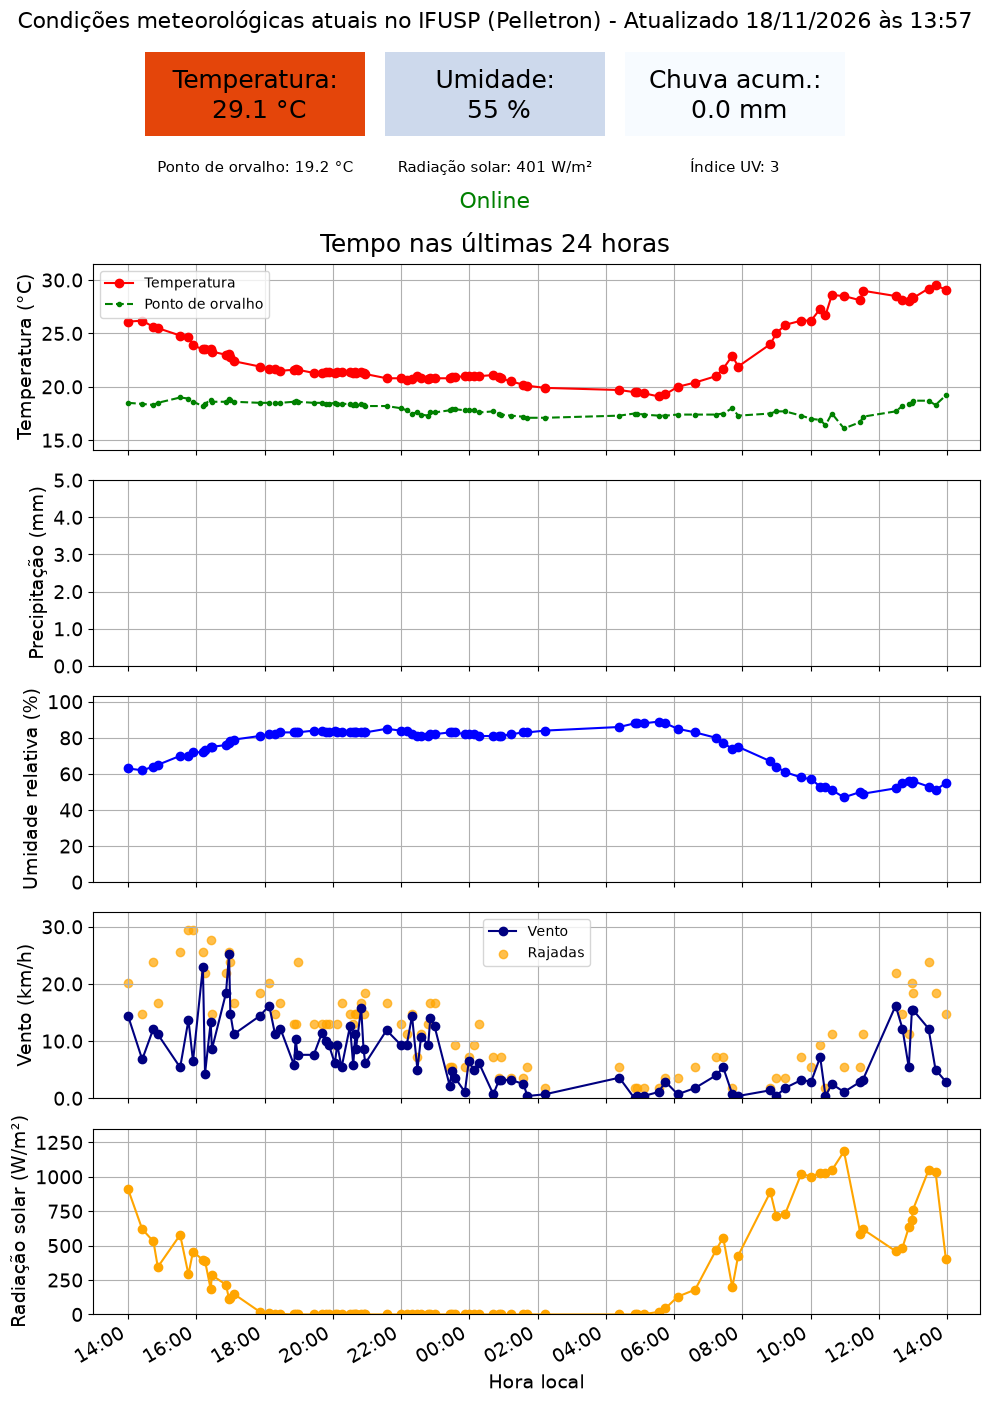 Condições meteorológicas atuais no IFUSP (Pelletron) - Atualizado 18/11/2026 às 13:57
Temperatura:
29.1 °C
Umidade:
55 %
Chuva acum.:
0.0 mm
Ponto de orvalho: 19.2 °C
Radiação solar: 401 W/m²
Índice UV: 3
Online
Tempo nas últimas 24 horas
Temperatura (°C)
30.0
25.0
20.0
15.0
Temperatura
Ponto de orvalho
Precipitação (mm)
5.0
4.0
3.0
2.0
1.0
0.0
Umidade relativa (%)
100
80
60
40
20
0
Vento (km/h)
30.0
20.0
10.0
0.0
Vento
Rajadas
Radiação solar (W/m²)
1250
1000
750
500
250
0
14:00
16:00
18:00
20:00
22:00
00:00
02:00
04:00
06:00
08:00
10:00
12:00
14:00
Hora local